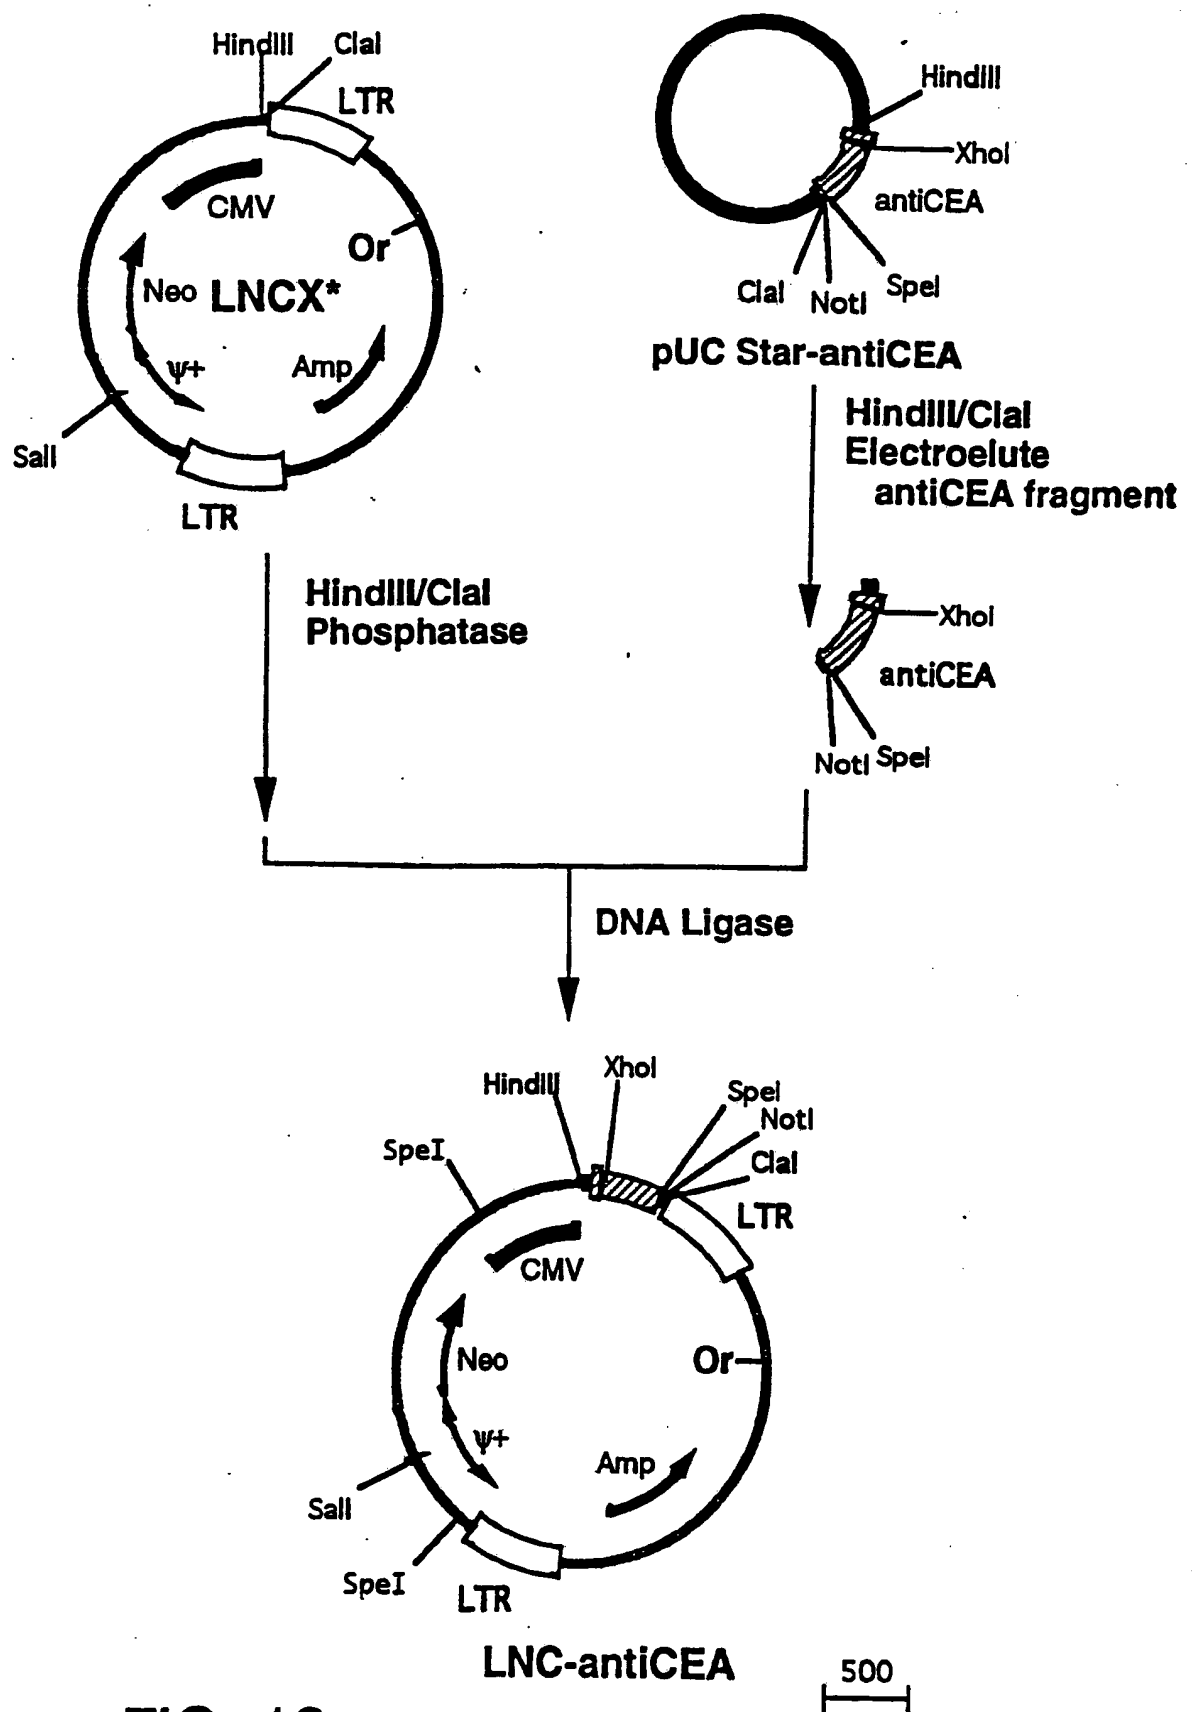 HindIII ClaI
LTR
CMV
Or
Neo LNCX*
ψ+
Amp
SalI
LTR
HindIII
XhoI
antiCEA
ClaI NotI SpeI
pUC Star-antiCEA
HindIII/ClaI
Electroelute
antiCEA fragment
HindIII/ClaI
Phosphatase
XhoI
antiCEA
NotI SpeI
DNA Ligase
HindIII
XhoI
SpeI
NotI
ClaI
SpeI
LTR
CMV
Neo
Or
ψ+
Amp
SalI
SpeI
LTR
LNC-antiCEA
500